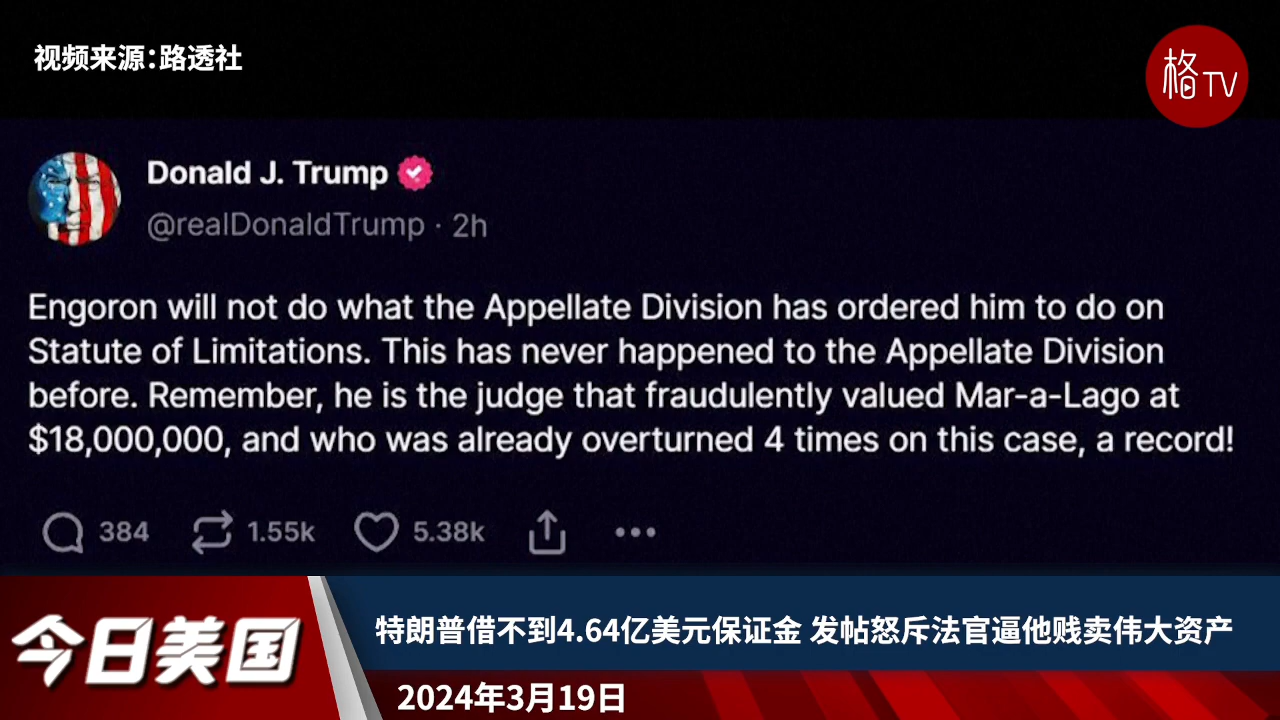 视频来源:路透社
格TV
Donald J. Trump
@realDonaldTrump · 2h
Engoron will not do what the Appellate Division has ordered him to do on
Statute of Limitations. This has never happened to the Appellate Division
before. Remember, he is the judge that fraudulently valued Mar-a-Lago at
$18,000,000, and who was already overturned 4 times on this case, a record!
384 1.55k 5.38k
今日美国
特朗普借不到4.64亿美元保证金 发帖怒斥法官逼他贱卖伟大资产
2024年3月19日